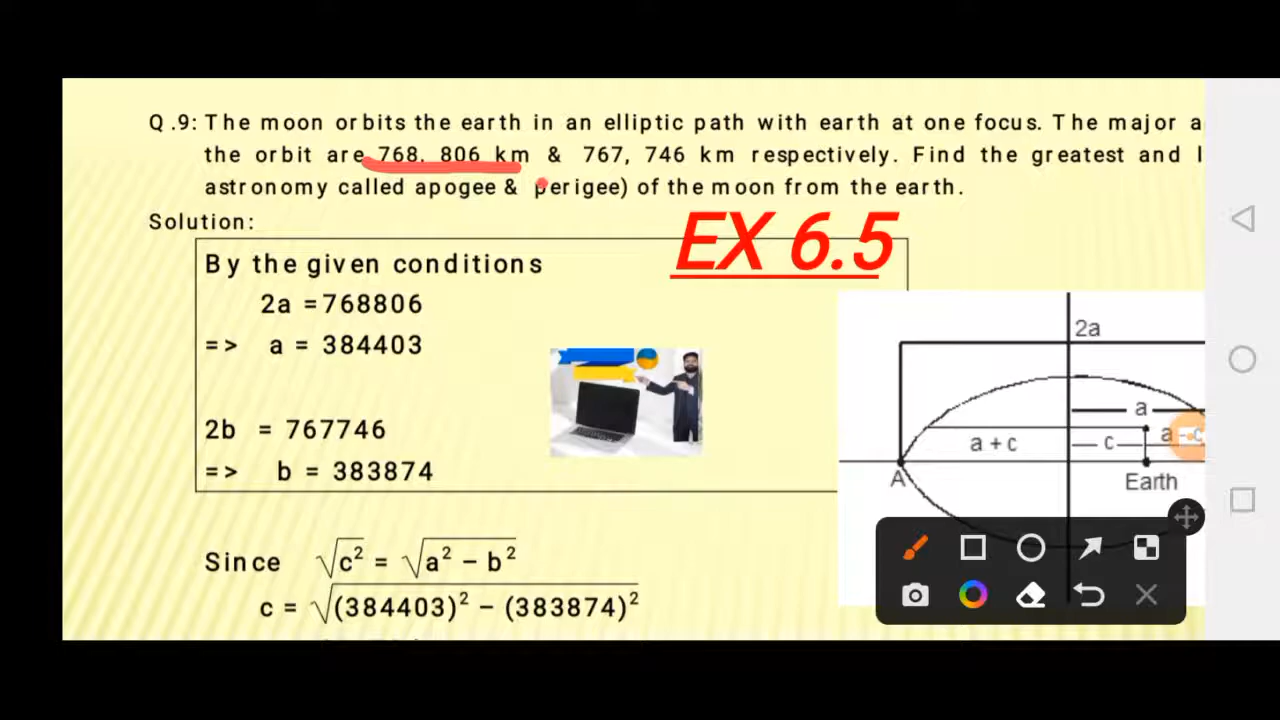 Q.9: The moon orbits the earth in an elliptic path with earth at one focus. The major a
the orbit are 768, 806 km & 767, 746 km respectively. Find the greatest and l
astronomy called apogee & perigee) of the moon from the earth.
Solution:
EX 6.5
By the given conditions
2a = 768806
=> a = 384403
2b = 767746
=> b = 383874
Since √c² = √a² – b²
c = √(384403)² – (383874)²
2a
a
a + c
c
a - c
A
Earth